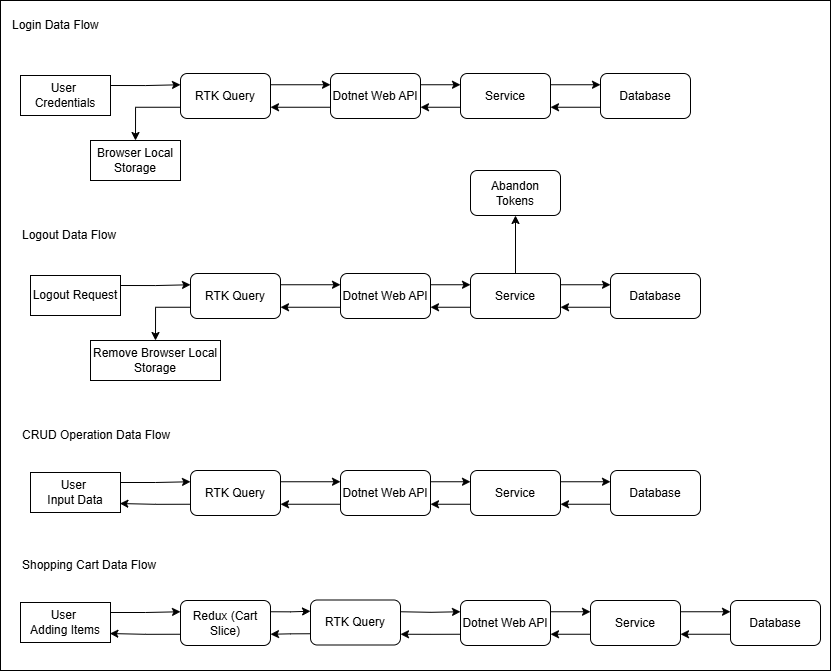 Login Data Flow
User
Credentials
RTK Query
Dotnet Web API
Service
Database
Browser Local
Storage
Abandon
Tokens
Logout Data Flow
Logout Request
RTK Query
Dotnet Web API
Service
Database
Remove Browser Local
Storage
CRUD Operation Data Flow
User
Input Data
RTK Query
Dotnet Web API
Service
Database
Shopping Cart Data Flow
User
Adding Items
Redux (Cart
Slice)
RTK Query
Dotnet Web API
Service
Database